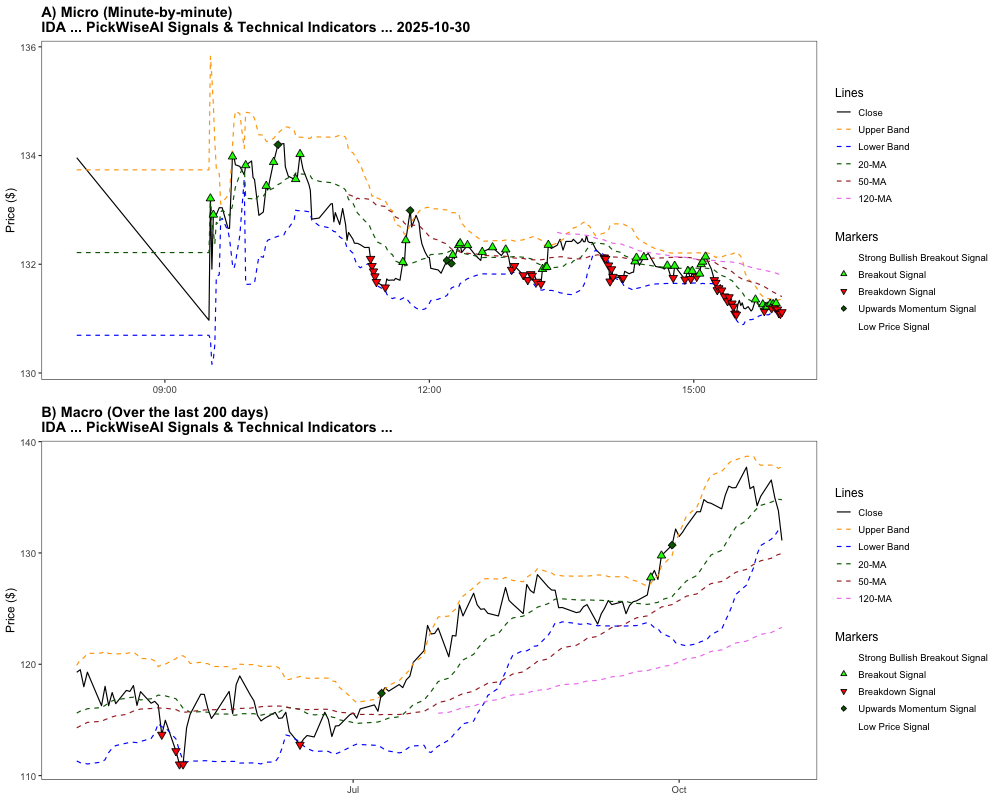 A) Micro (Minute-by-minute)
IDA ... PickWiseAI Signals & Technical Indicators ... 2025-10-30
136
134
132
130
Price ($)
09:00
12:00
15:00
Lines
Close
Upper Band
Lower Band
20-MA
50-MA
120-MA
Markers
Strong Bullish Breakout Signal
Breakout Signal
Breakdown Signal
Upwards Momentum Signal
Low Price Signal
B) Macro (Over the last 200 days)
IDA ... PickWiseAI Signals & Technical Indicators ...
140
130
120
110
Price ($)
Jul
Oct
Lines
Close
Upper Band
Lower Band
20-MA
50-MA
120-MA
Markers
Strong Bullish Breakout Signal
Breakout Signal
Breakdown Signal
Upwards Momentum Signal
Low Price Signal